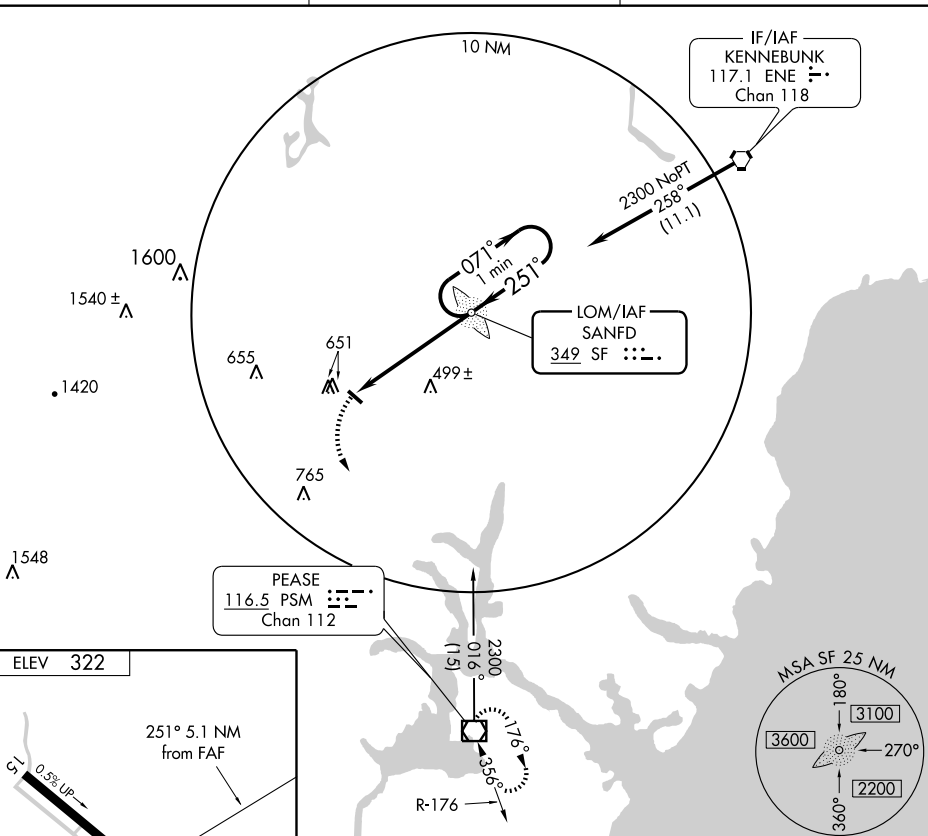 10 NM
IF/IAF
KENNEBUNK
117.1 ENE
Chan 118
2300 NoPT
258°
(11.1)
071°
1 min
251°
1600
1540 ±
LOM/IAF
SANFD
349 SF
651
655
499 ±
1420
765
1548
PEASE
116.5 PSM
Chan 112
2300
016°
(15)
ELEV 322
MSA SF 25 NM
180°
3100
3600
270°
2200
360°
251° 5.1 NM
from FAF
176°
356°
R-176
15
0.5% UP